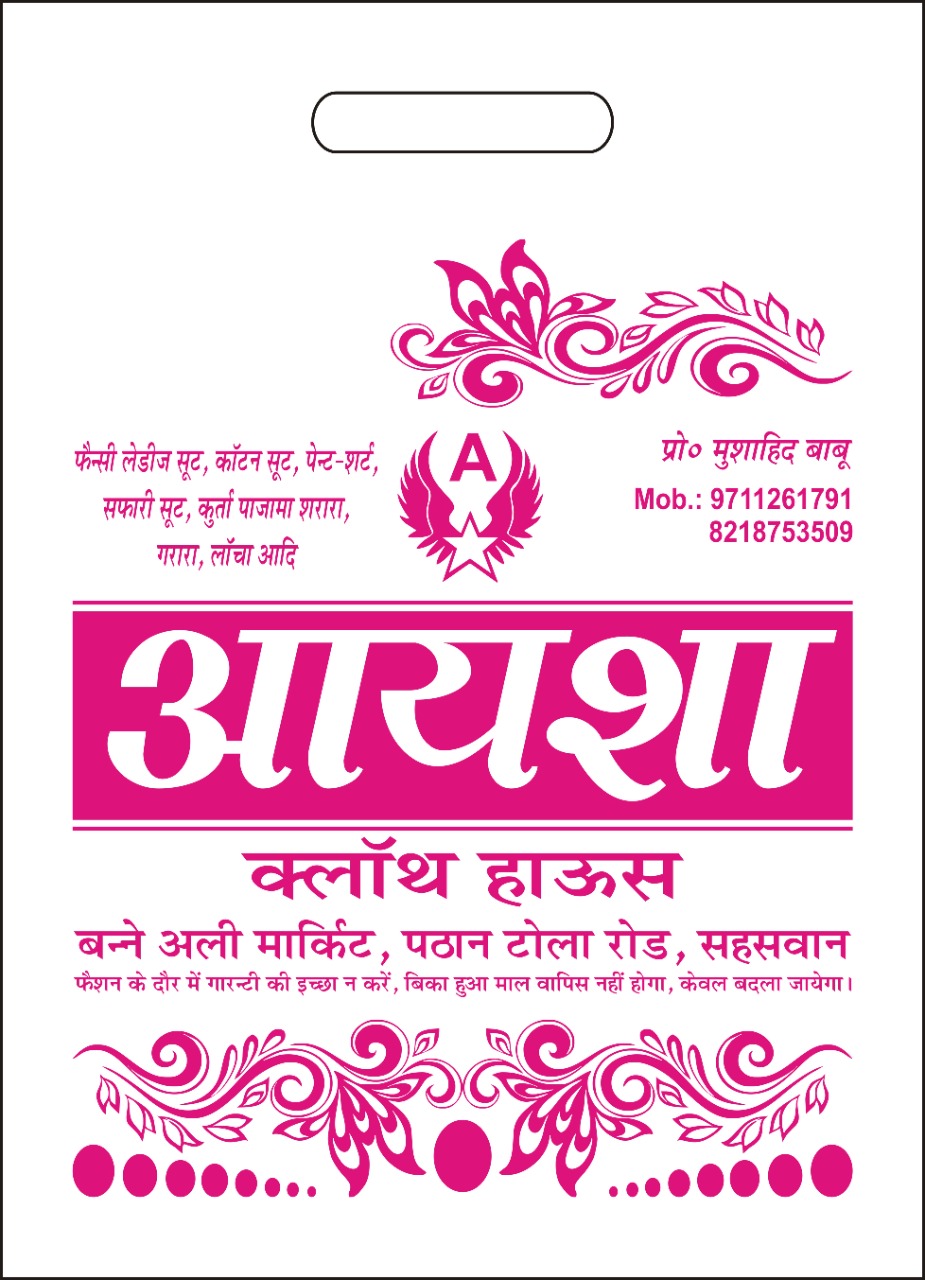 फैन्सी लेडीज सूट, कॉटन सूट, पेन्ट-शर्ट,
सफारी सूट, कुर्ता पाजामा शरारा,
गरारा, लॉचा आदि
A
प्रो० मुशाहिद बाबू
Mob.: 9711261791
8218753509
आयशा
क्लॉथ हाऊस
बन्ने अली मार्किट, पठान टोला रोड, सहसवान
फैशन के दौर में गारन्टी की इच्छा न करें, बिका हुआ माल वापिस नहीं होगा, केवल बदला जायेगा।